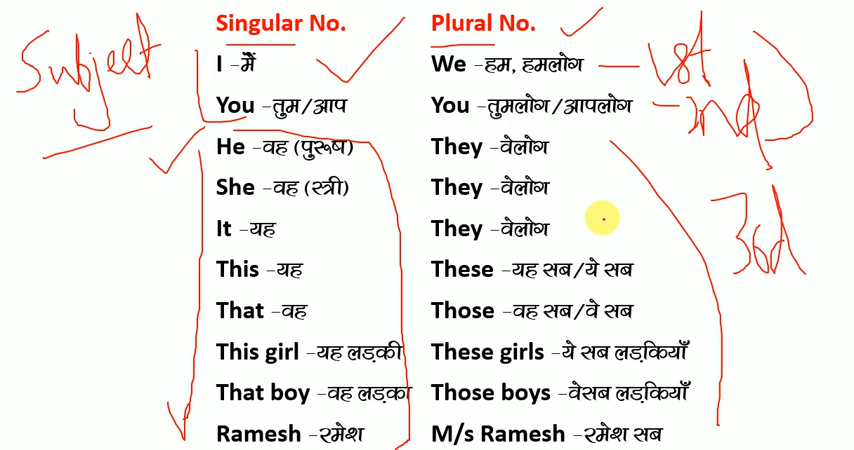 Subject
Singular No. Plural No.
I -मैं We -हम, हमलोग 1st
You -तुम/आप You -तुमलोग/आपलोग 2nd
He -वह (पुरूष) They -वेलोग
She -वह (स्त्री) They -वेलोग
It -यह They -वेलोग 3rd
This -यह These -यह सब/ये सब
That -वह Those -वह सब/वे सब
This girl -यह लड़की These girls -ये सब लड़कियाँ
That boy -वह लड़का Those boys -वेसब लड़कियाँ
Ramesh -रमेश M/s Ramesh -रमेश सब